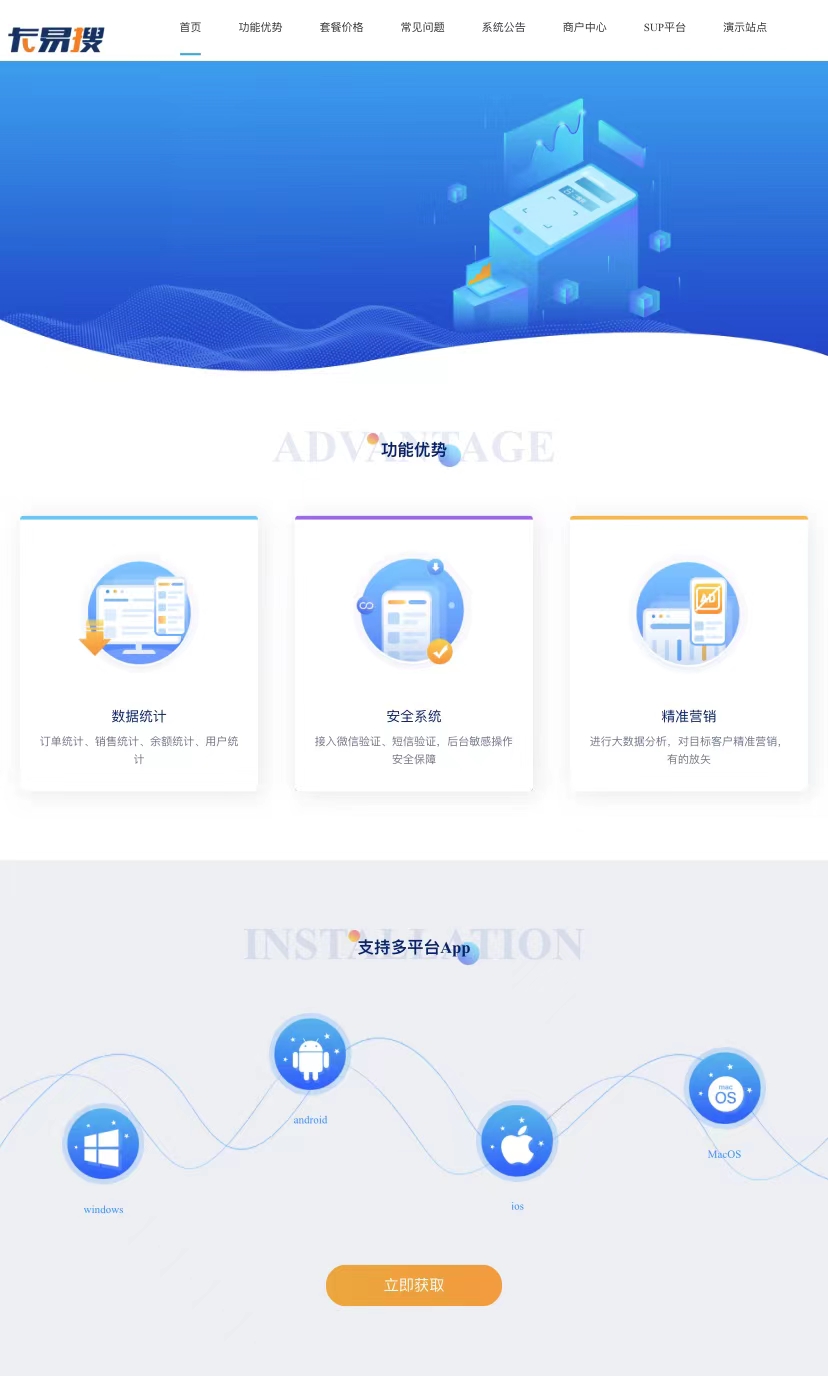 卡易搜
首页 功能优势 套餐价格 常见问题 系统公告 商户中心 SUP平台 演示站点
ADVANTAGE
功能优势
AD
数据统计
订单统计、销售统计、余额统计、用户统
计
安全系统
接入微信验证、短信验证，后台敏感操作
安全保障
精准营销
进行大数据分析，对目标客户精准营销，
有的放矢
INSTALLATION
支持多平台App
android
mac
OS
MacOS
windows
ios
立即获取